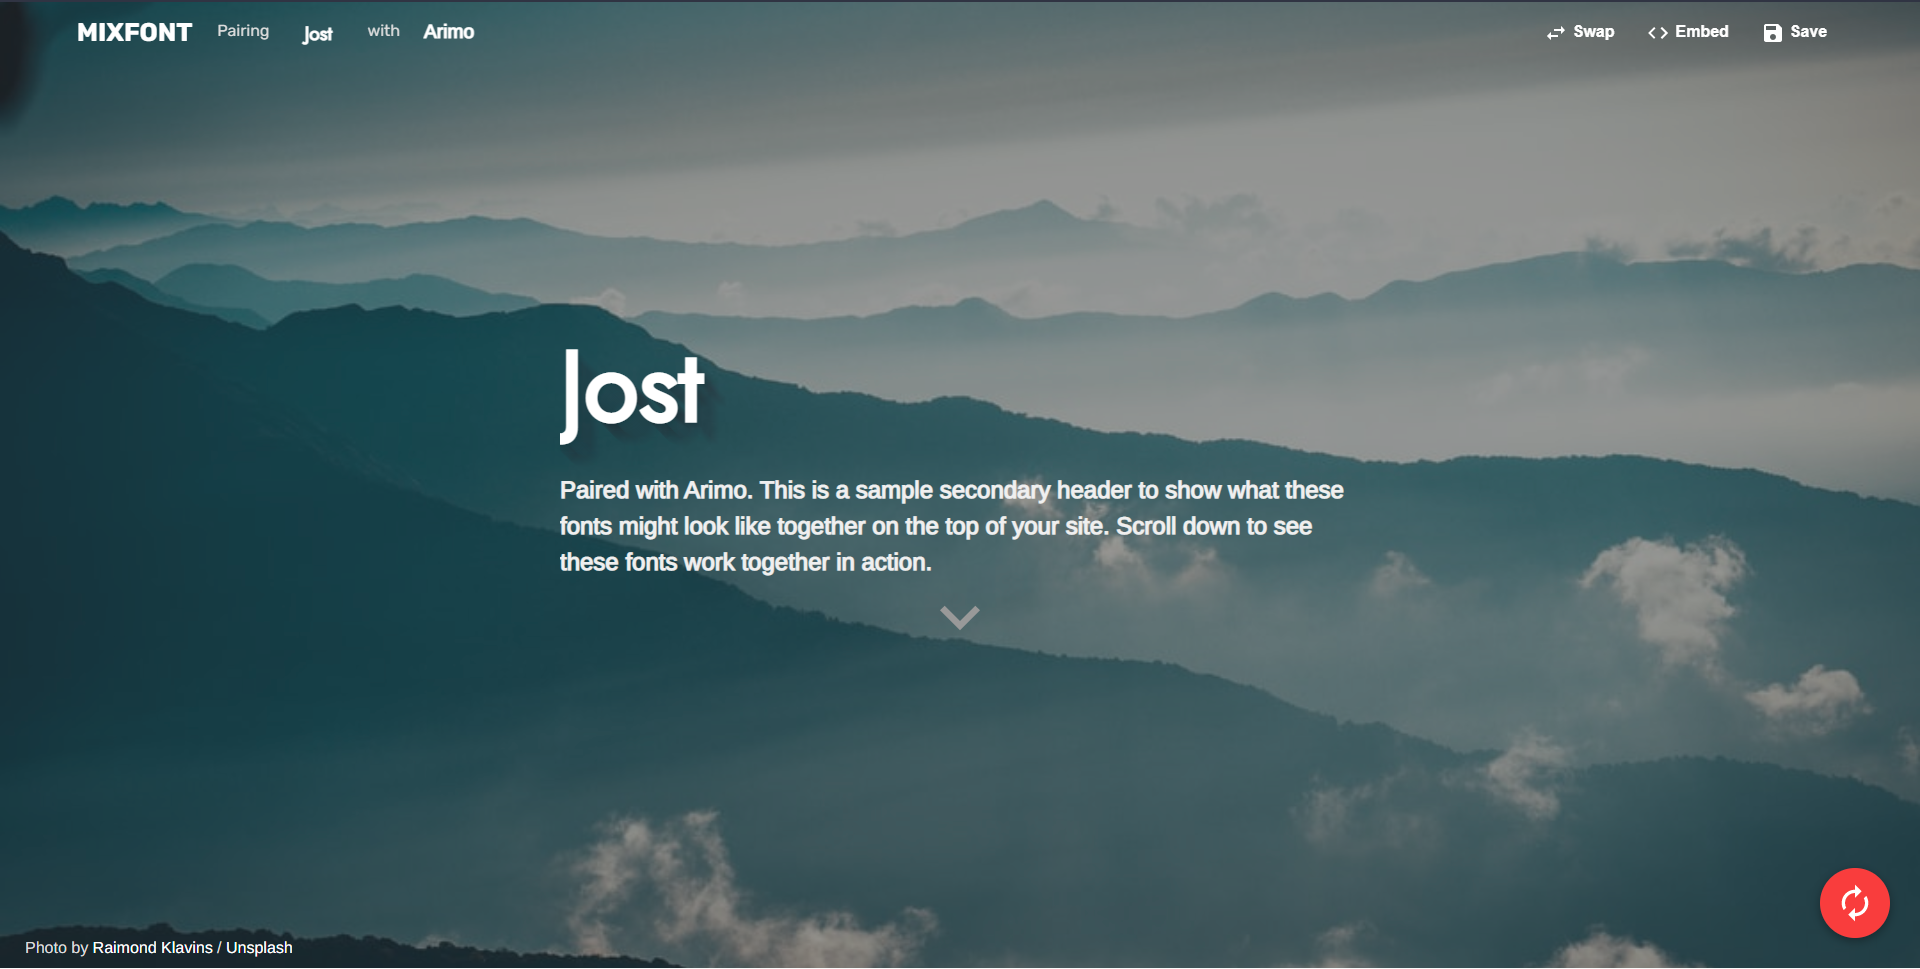 MIXFONT Pairing Jost with Arimo Swap Embed Save
Jost
Paired with Arimo. This is a sample secondary header to show what these
fonts might look like together on the top of your site. Scroll down to see
these fonts work together in action.
Photo by Raimond Klavins / Unsplash